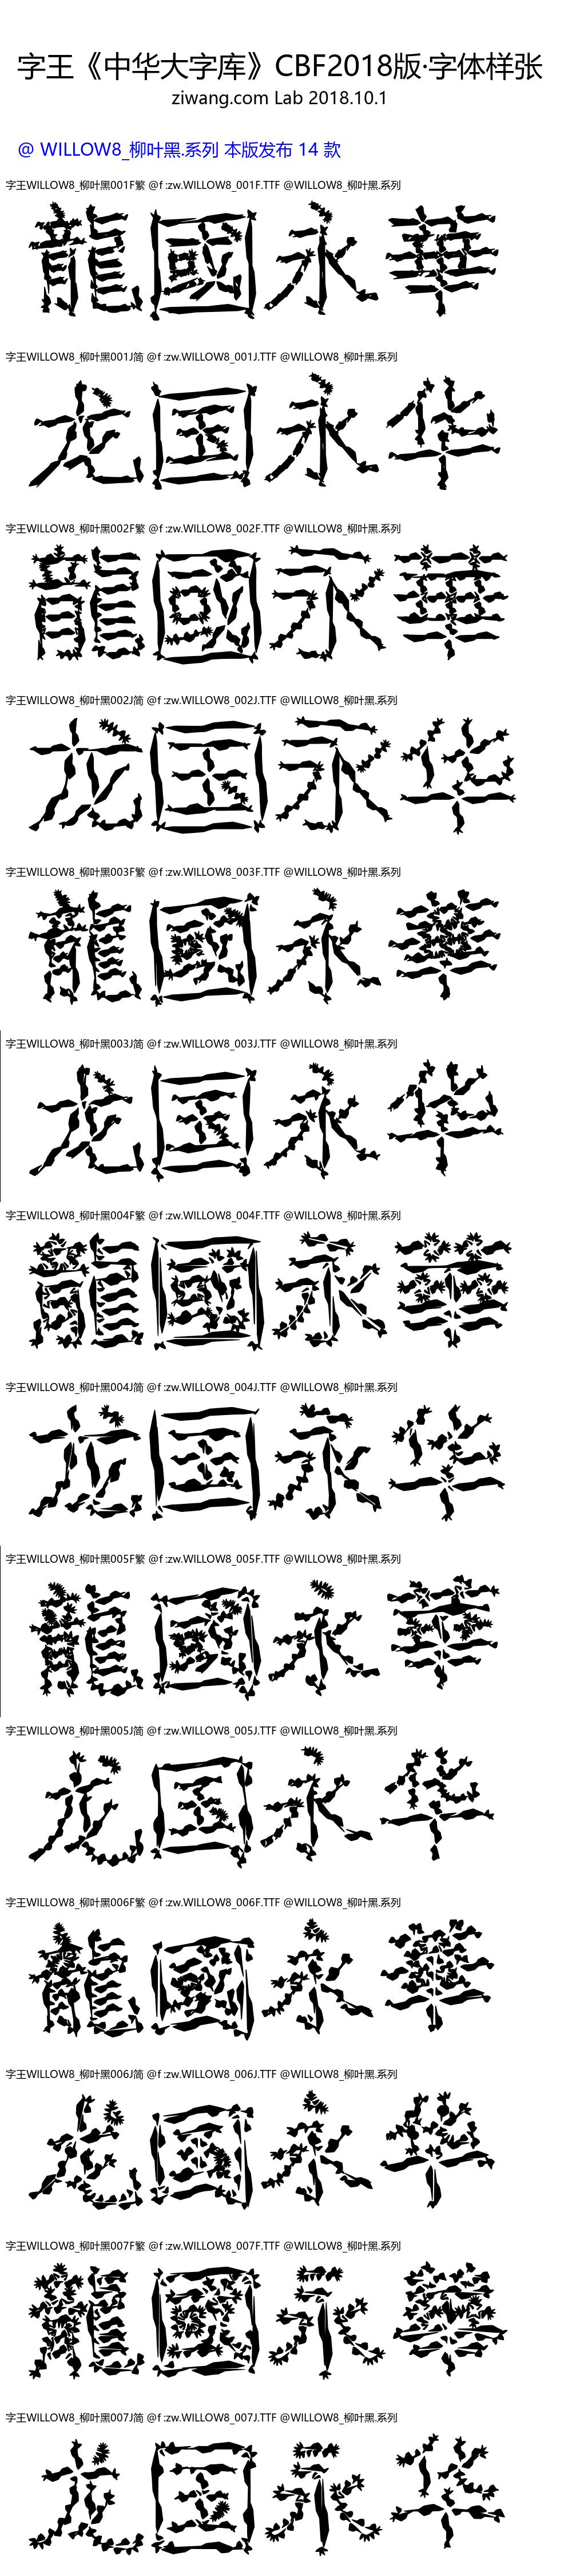 字王《中华大字库》CBF2018版·字体样张
ziwang.com Lab 2018.10.1
@ WILLOW8_柳叶黑.系列 本版发布 14 款
字王WILLOW8_柳叶黑001F繁 @f :zw.WILLOW8_001F.TTF @WILLOW8_柳叶黑.系列
龍國永華
字王WILLOW8_柳叶黑001J简 @f :zw.WILLOW8_001J.TTF @WILLOW8_柳叶黑.系列
龙国永华
字王WILLOW8_柳叶黑002F繁 @f :zw.WILLOW8_002F.TTF @WILLOW8_柳叶黑.系列
龍國永華
字王WILLOW8_柳叶黑002J简 @f :zw.WILLOW8_002J.TTF @WILLOW8_柳叶黑.系列
龙国永华
字王WILLOW8_柳叶黑003F繁 @f :zw.WILLOW8_003F.TTF @WILLOW8_柳叶黑.系列
龍國永華
字王WILLOW8_柳叶黑003J简 @f :zw.WILLOW8_003J.TTF @WILLOW8_柳叶黑.系列
龙国永华
字王WILLOW8_柳叶黑004F繁 @f :zw.WILLOW8_004F.TTF @WILLOW8_柳叶黑.系列
龍國永華
字王WILLOW8_柳叶黑004J简 @f :zw.WILLOW8_004J.TTF @WILLOW8_柳叶黑.系列
龙国永华
字王WILLOW8_柳叶黑005F繁 @f :zw.WILLOW8_005F.TTF @WILLOW8_柳叶黑.系列
龍國永華
字王WILLOW8_柳叶黑005J简 @f :zw.WILLOW8_005J.TTF @WILLOW8_柳叶黑.系列
龙国永华
字王WILLOW8_柳叶黑006F繁 @f :zw.WILLOW8_006F.TTF @WILLOW8_柳叶黑.系列
龍國永華
字王WILLOW8_柳叶黑006J简 @f :zw.WILLOW8_006J.TTF @WILLOW8_柳叶黑.系列
龙国永华
字王WILLOW8_柳叶黑007F繁 @f :zw.WILLOW8_007F.TTF @WILLOW8_柳叶黑.系列
龍國永華
字王WILLOW8_柳叶黑007J简 @f :zw.WILLOW8_007J.TTF @WILLOW8_柳叶黑.系列
龙国永华